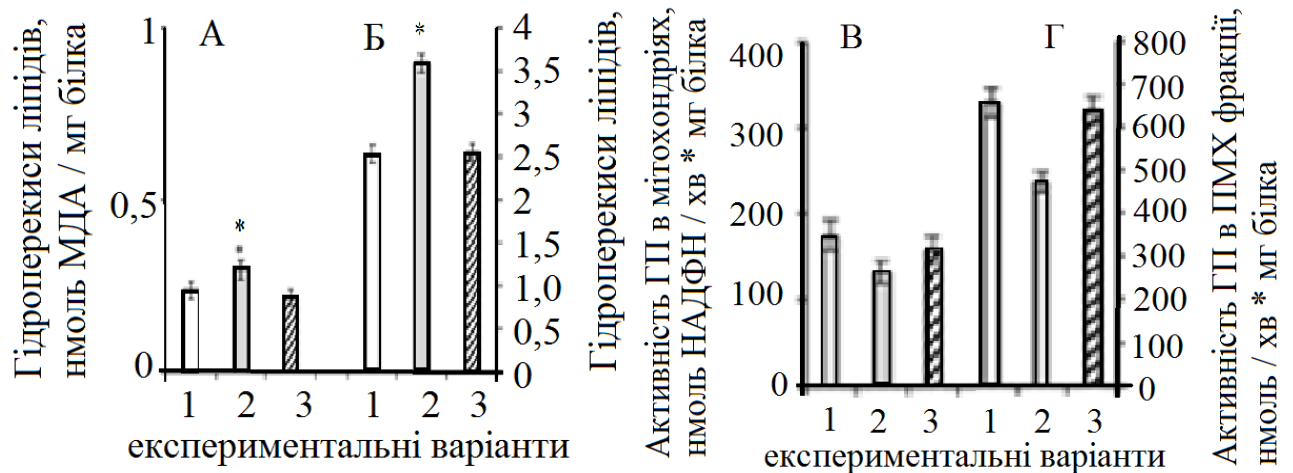 Гідроперекиси ліпідів,
нмоль МДА / мг білка
1
0,5
0
А
*
Б
*
4
3,5
3
2,5
2
1,5
1,0
0,5
0
1 2 3 1 2 3
експериментальні варіанти
Гідроперекиси ліпідів,
Активність ГП в мітохондріях,
нмоль НАДФН / хв * мг білка
400
300
200
100
0
В
Г
800
700
600
500
400
300
200
100
0
1 2 3 1 2 3
експериментальні варіанти
Активність ГП в ПМХ фракції,
нмоль / хв * мг білка